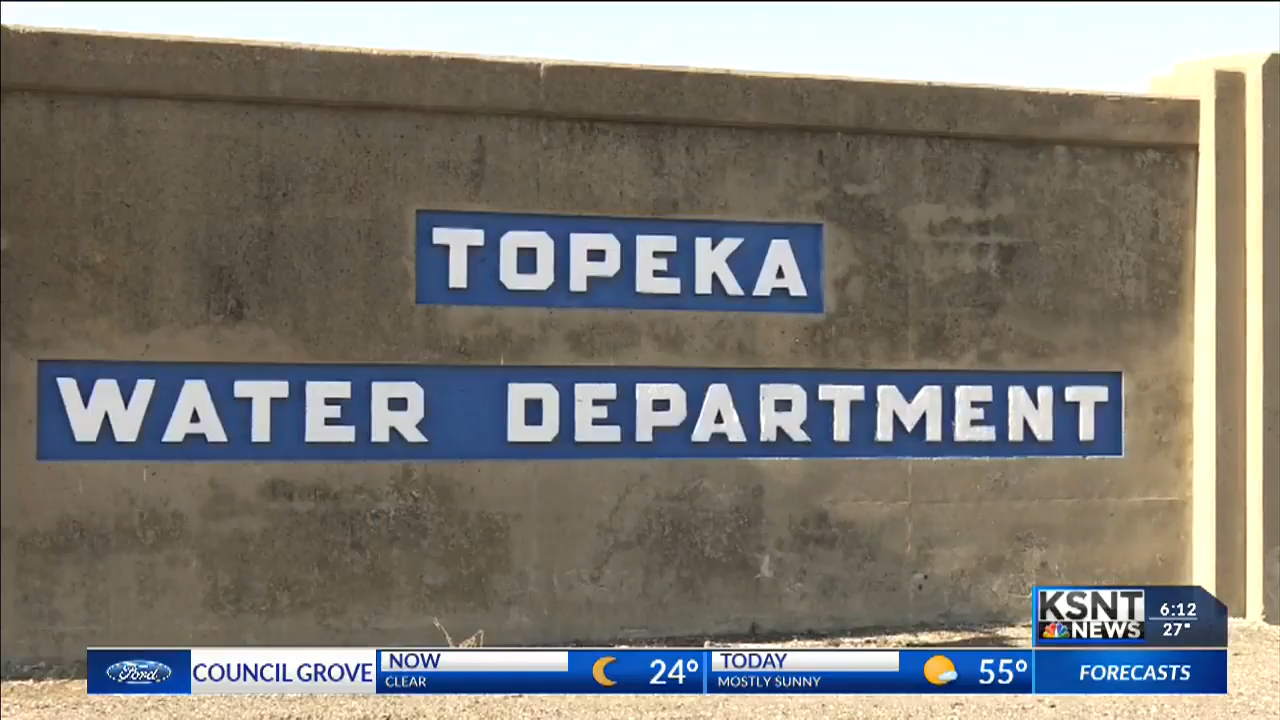 TOPEKA
WATER DEPARTMENT
KSNT
NEWS
6:12
27"
Ford
COUNCIL GROVE
NOW
CLEAR
24°
TODAY
MOSTLY SUNNY
55°
FORECASTS